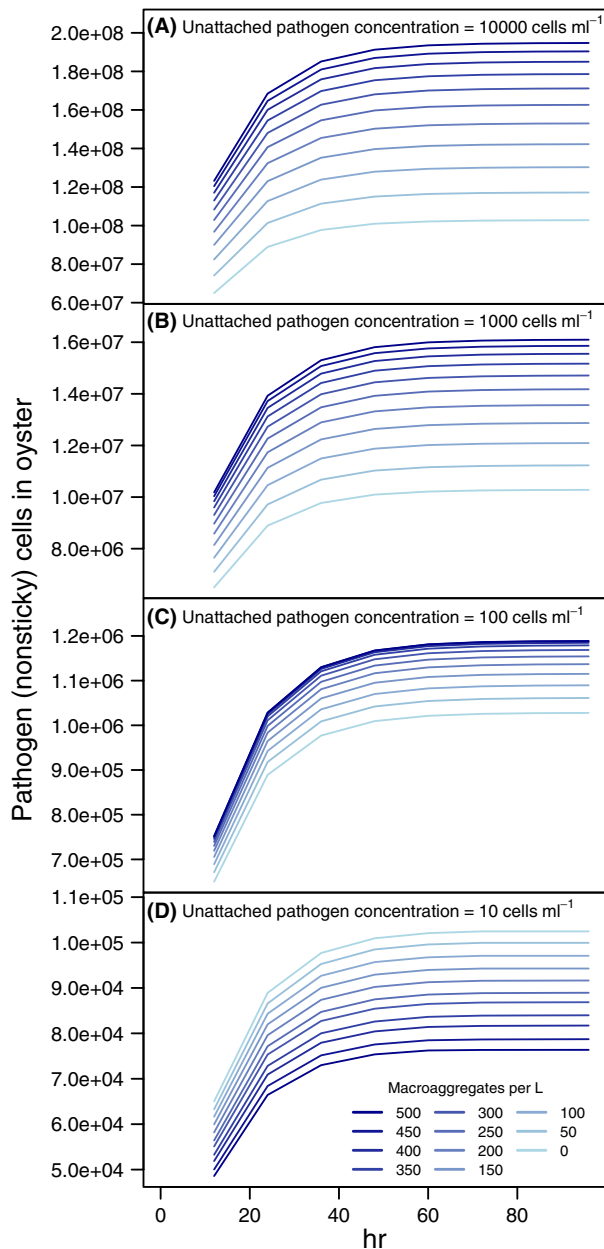 (A) Unattached pathogen concentration = 10000 cells ml⁻¹
2.0e+08
1.8e+08
1.6e+08
1.4e+08
1.2e+08
1.0e+08
8.0e+07
6.0e+07
(B) Unattached pathogen concentration = 1000 cells ml⁻¹
1.6e+07
1.4e+07
1.2e+07
1.0e+07
8.0e+06
Pathogen (nonsticky) cells in oyster
(C) Unattached pathogen concentration = 100 cells ml⁻¹
1.2e+06
1.1e+06
1.0e+06
9.0e+05
8.0e+05
7.0e+05
(D) Unattached pathogen concentration = 10 cells ml⁻¹
1.1e+05
1.0e+05
9.0e+04
8.0e+04
7.0e+04
6.0e+04
5.0e+04
Macroaggregates per L
500 300 100
450 250 50
400 200 0
350 150
0 20 40 60 80
hr